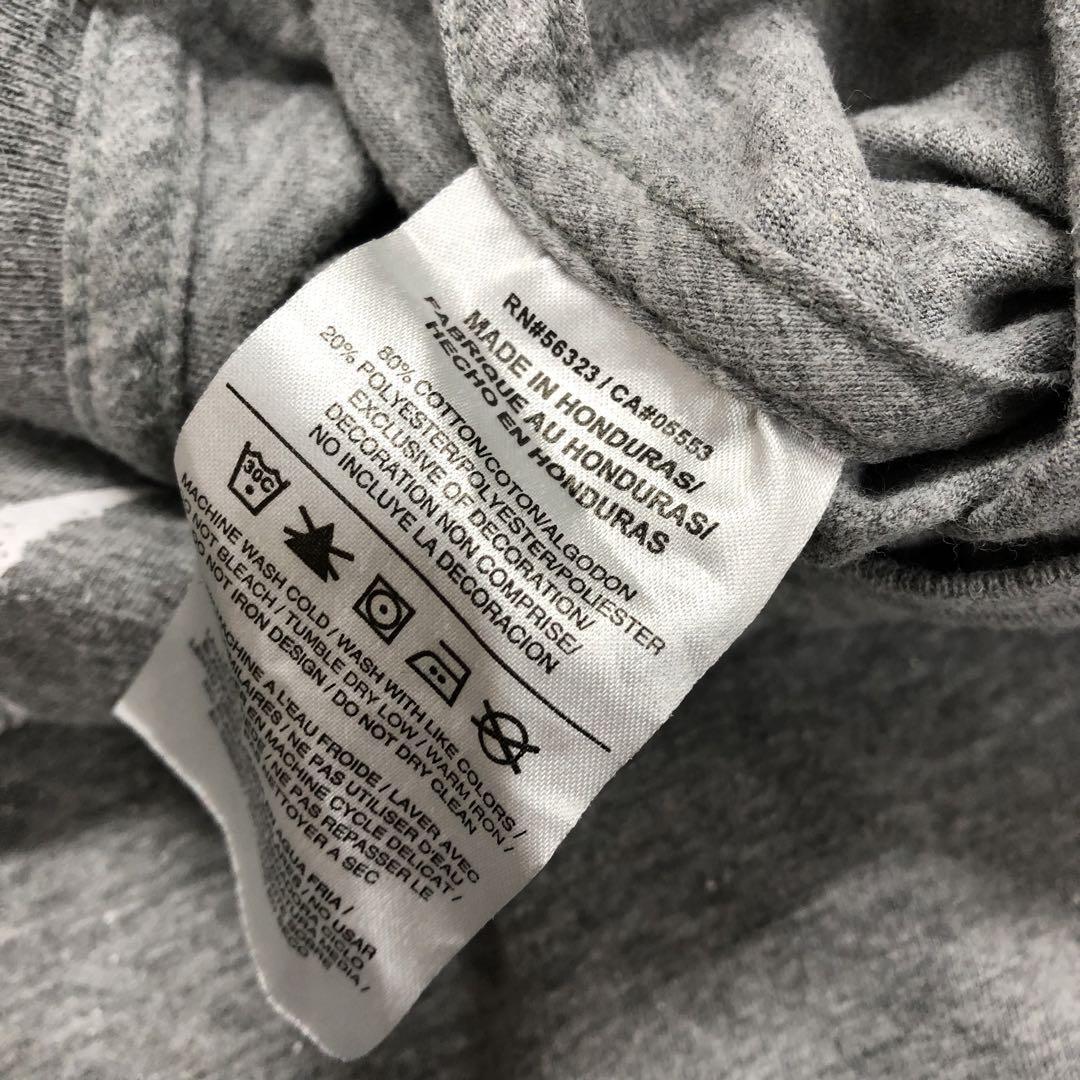 RN#56323 / CA#05553
MADE IN HONDURAS/
FABRIQUE AU HONDURAS/
HECHO EN HONDURAS
80% COTTON/COTON/ALGODON
20% POLYESTER/POLYESTER/POLIESTER
EXCLUSIVE OF DECORATION/
DECORATION NON COMPRISE/
NO INCLUYE LA DECORACION
30C
MACHINE WASH COLD / WASH WITH LIKE COLORS /
DO NOT BLEACH / TUMBLE DRY LOW / WARM IRON /
DO NOT IRON DESIGN / DO NOT DRY CLEAN
MACHINE A L'EAU FROIDE / LAVER AVEC
/ NE PAS UTILISER D'EAU
EN MACHINE CYCLE DELICAT /
/ NE PAS REPASSER LE
NETTOYER A SEC
AGUA FRIA /
/ NO USAR
CICLO
MEDIA /